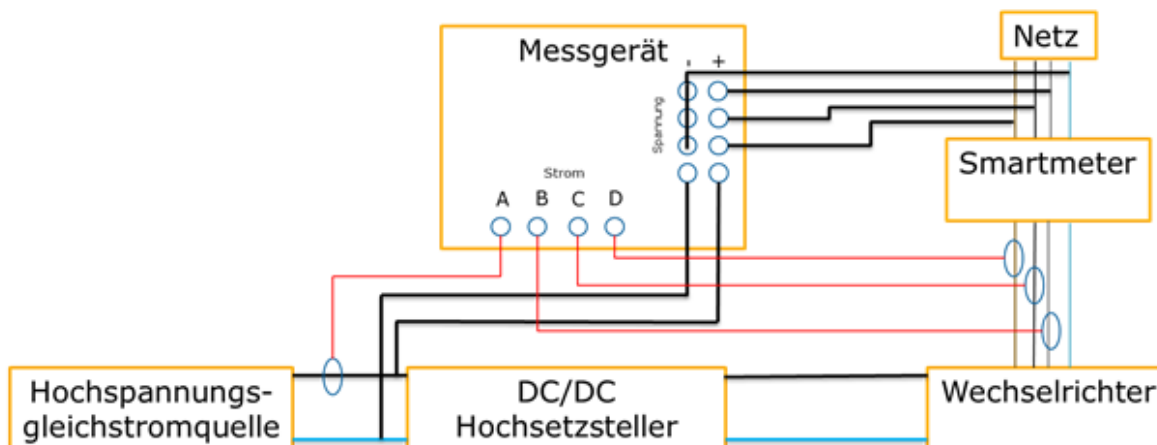 Messgerät
Netz
- +
Spannung
Smartmeter
Strom
A B C D
Hochspannungs-
gleichstromquelle
DC/DC
Hochsetzsteller
Wechselrichter